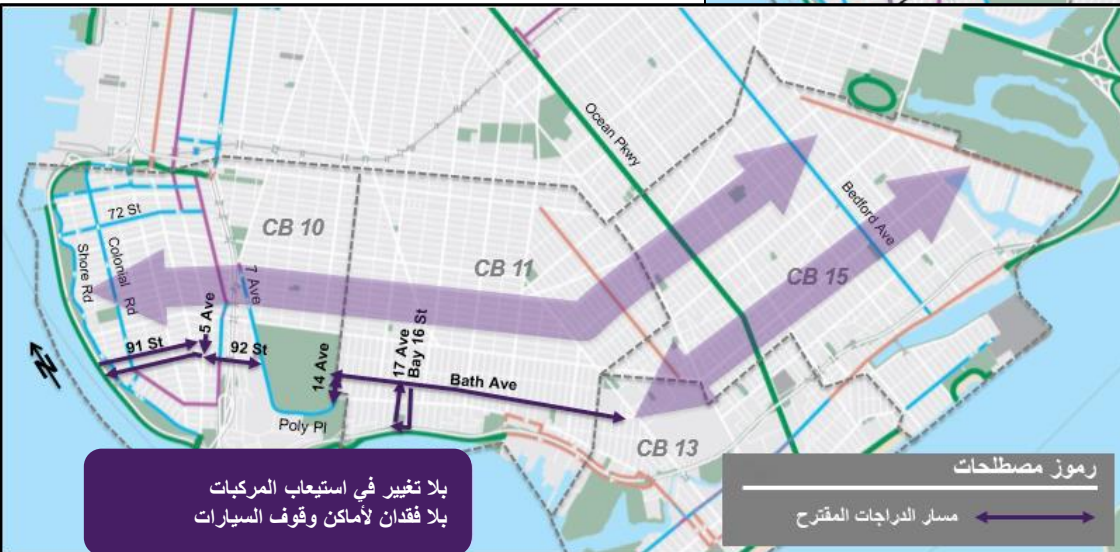 Ocean Pkwy
Bedford Ave
72 St
CB 10
CB 11
CB 15
Shore Rd
Colonial Rd
7 Ave
5 Ave
91 St
92 St
14 Ave
17 Ave
Bay 16 St
Bath Ave
Poly Pl
CB 13
N
بلا تغيير في استيعاب المركبات
بلا فقدان لأماكن وقوف السيارات
رموز مصطلحات
مسار الدراجات المقترح